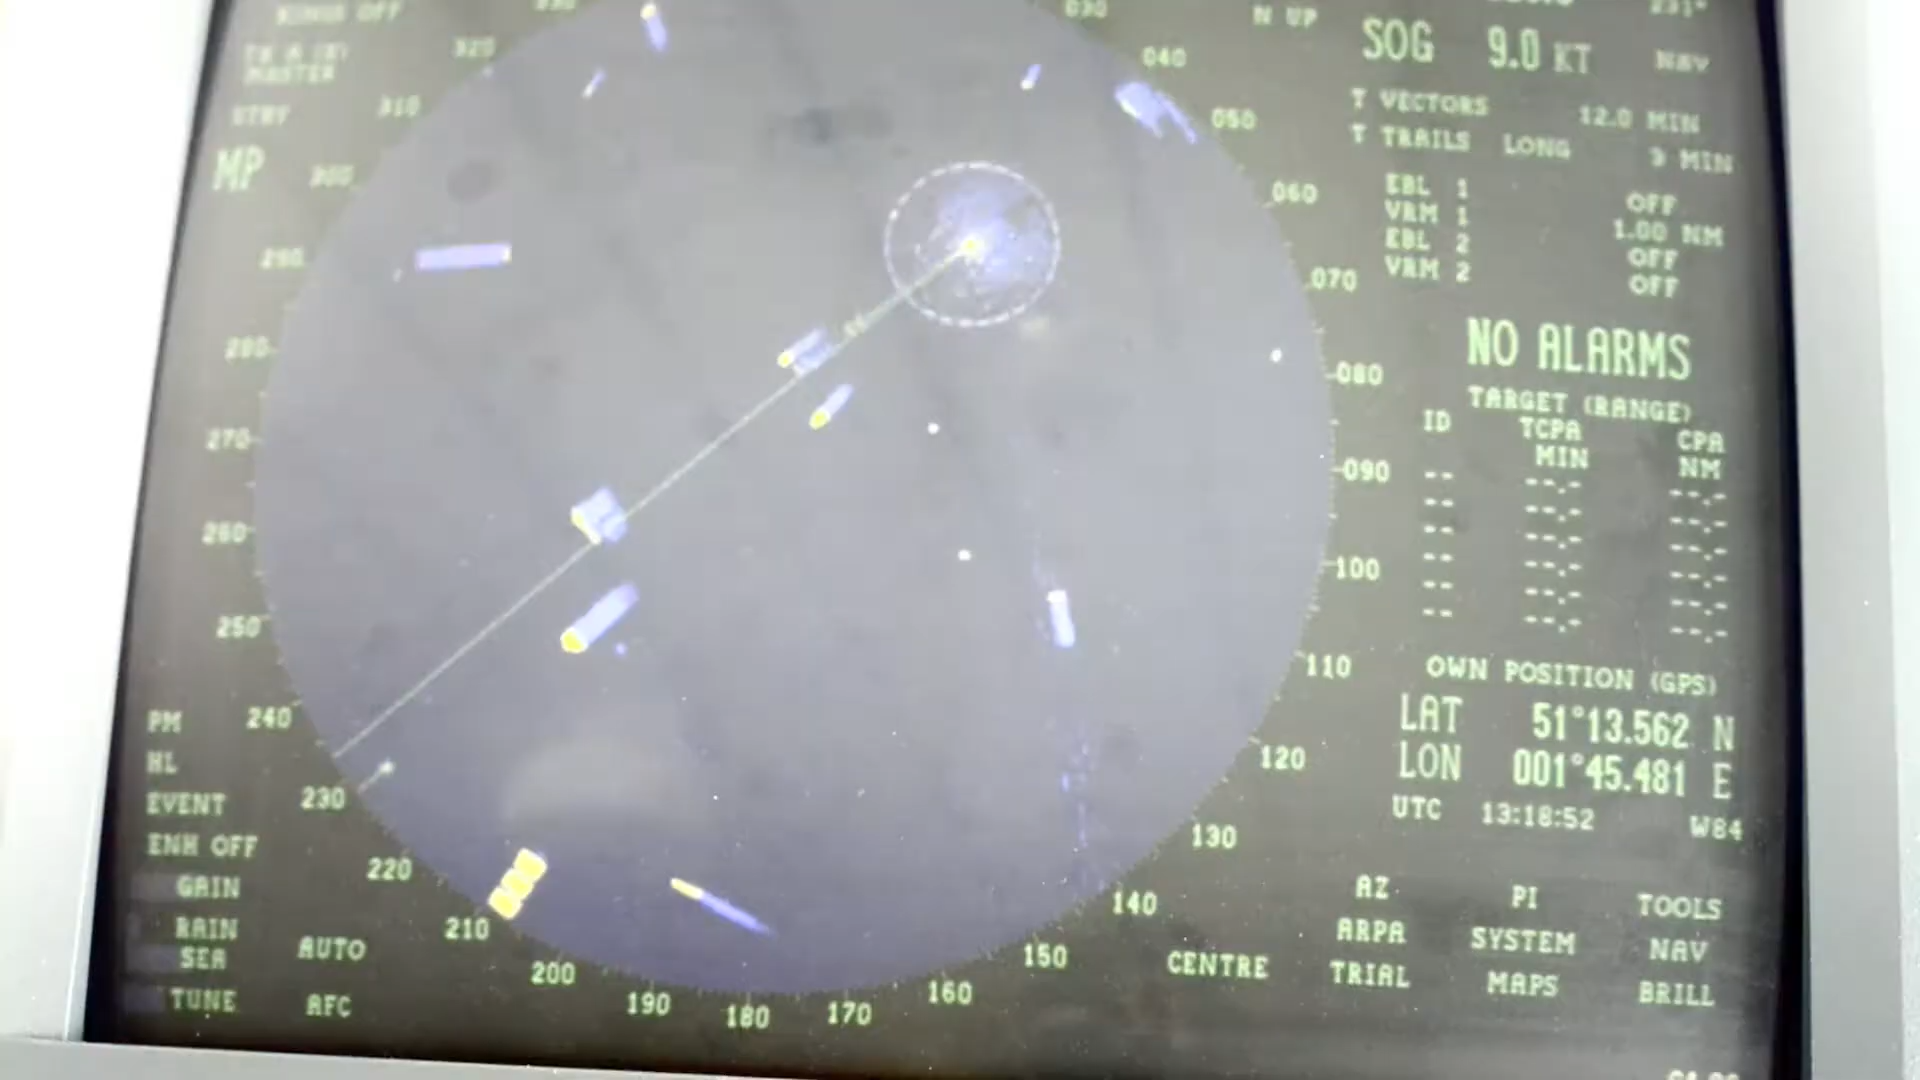 RINGS OFF
MASTER
320
310
MP
300
290
280
270
260
250
PM
240
HL
EVENT
230
ENH OFF
220
GAIN
RAIN
210
SEA
AUTO
TUNE
AFC
200
190
180
170
160
150
140
130
120
110
100
090
080
070
060
050
040
030
N UP
231°
SOG 9.0 KT NAV
T VECTORS 12.0 MIN
T TRAILS LONG 3 MIN
EBL 1 OFF
VRM 1 1.00 NM
EBL 2 OFF
VRM 2 OFF
NO ALARMS
TARGET (RANGE)
ID TCPA CPA
MIN NM
-- --.- --.-
-- --.- --.-
-- --.- --.-
-- --.- --.-
-- --.- --.-
-- --.- --.-
OWN POSITION (GPS)
LAT 51°13.562 N
LON 001°45.481 E
UTC 13:18:52 W84
AZ PI TOOLS
ARPA SYSTEM NAV
CENTRE TRIAL MAPS BRILL